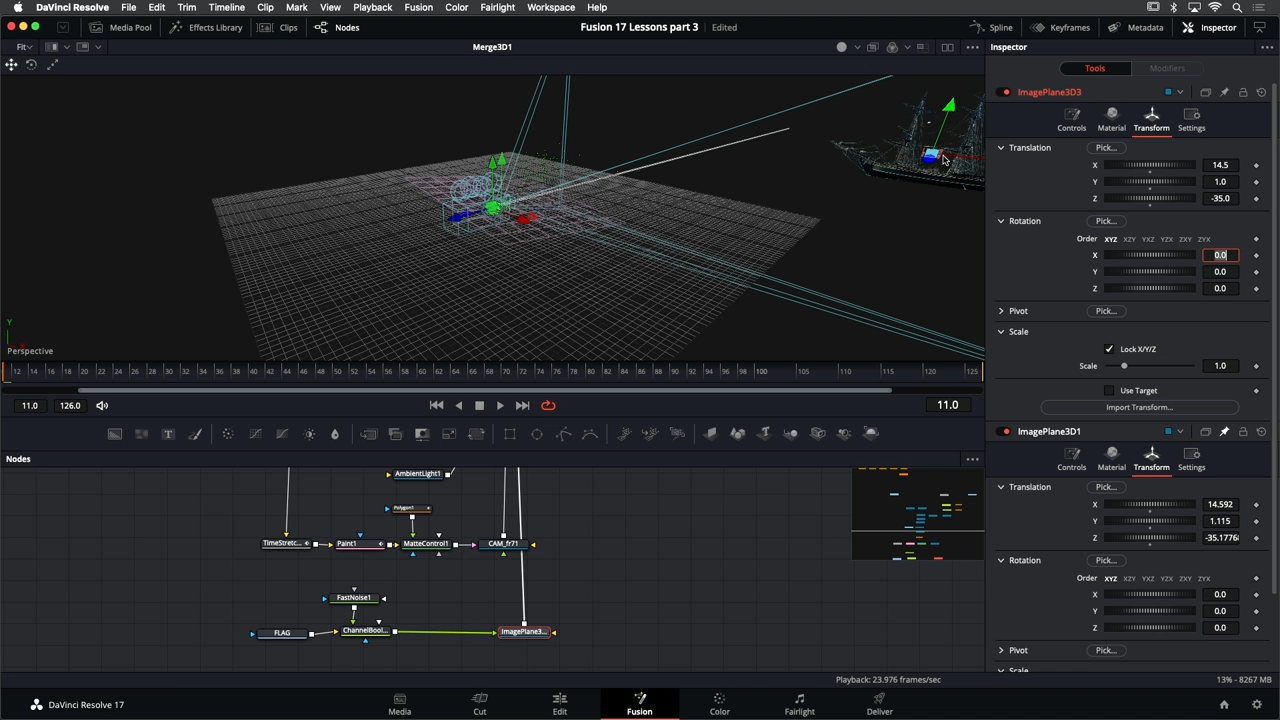 DaVinci Resolve File Edit Trim Timeline Clip Mark View Playback Fusion Color Fairlight Workspace Help
Media Pool Effects Library Clips Nodes Fusion 17 Lessons part 3 Edited Spline Keyframes Metadata Inspector
Fit Merge3D1 Inspector
Tools Modifiers
ImagePlane3D3
Controls Material Transform Settings
Translation Pick...
X 14.5
Y 1.0
Z -35.0
Rotation Pick...
Order XYZ XZY YXZ YZX ZXY ZYX
X 0.0
Y 0.0
Z 0.0
Pivot Pick...
Scale
Lock X/Y/Z
Scale 1.0
Use Target
Import Transform...
Y
Perspective
12 14 16 18 20 22 24 26 28 30 32 34 36 38 40 42 44 46 48 50 52 54 56 58 60 62 64 66 68 70 72 74 76 78 80 82 84 86 88 90 92 94 96 98 100 105 110 115 120 125
11.0 126.0 11.0
Nodes
ImagePlane3D1
Controls Material Transform Settings
Translation Pick...
X 14.592
Y 1.115
Z -35.1776
Rotation Pick...
Order XYZ XZY YXZ YZX ZXY ZYX
X 0.0
Y 0.0
Z 0.0
Pivot Pick...
Scale
AmbientLight1
Polygon1
TimeStretc... Paint1 MatteControl1 CAM_fr71
FastNoise1
FLAG ChannelBool... ImagePlane3...
Playback: 23.976 frames/sec 13% - 8267 MB
DaVinci Resolve 17 Media Cut Edit Fusion Color Fairlight Deliver